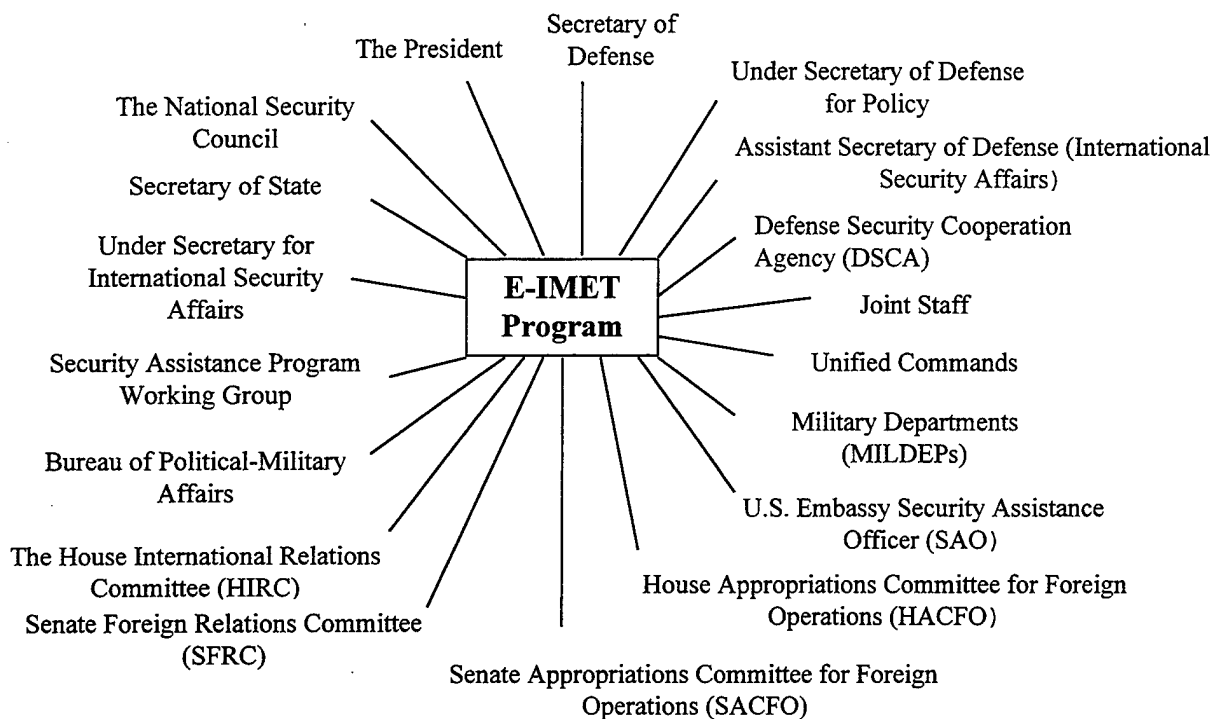 Secretary of
Defense
The President
Under Secretary of Defense
for Policy
The National Security
Council
Assistant Secretary of Defense (International
Security Affairs)
Secretary of State
Defense Security Cooperation
Agency (DSCA)
Under Secretary for
International Security
Affairs
E-IMET
Program
Joint Staff
Unified Commands
Security Assistance Program
Working Group
Military Departments
(MILDEPs)
Bureau of Political-Military
Affairs
U.S. Embassy Security Assistance
Officer (SAO)
The House International Relations
Committee (HIRC)
House Appropriations Committee for Foreign
Operations (HACFO)
Senate Foreign Relations Committee
(SFRC)
Senate Appropriations Committee for Foreign
Operations (SACFO)